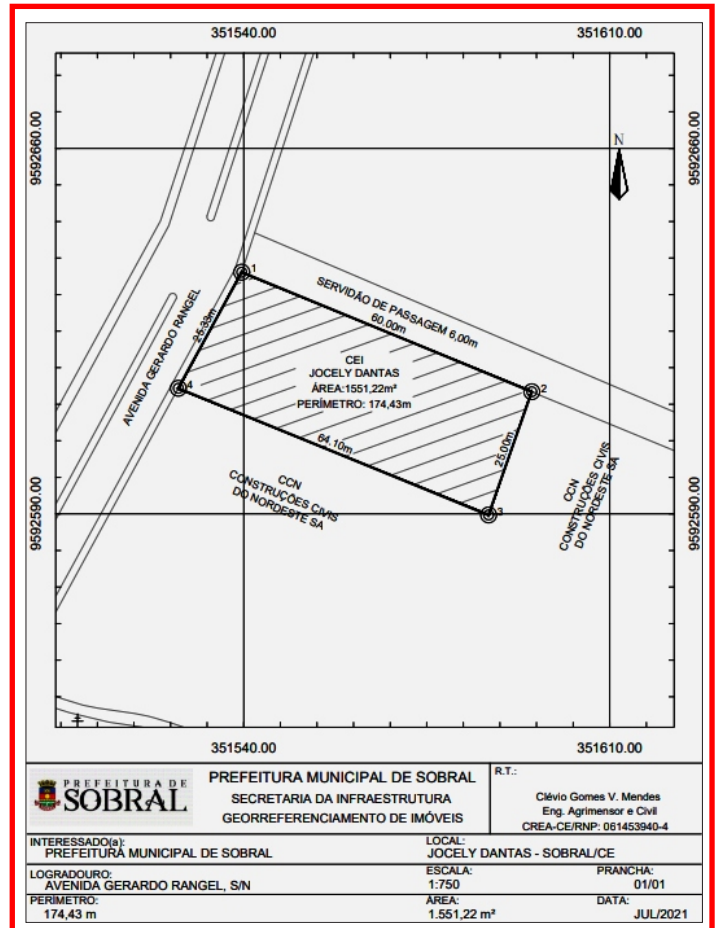 351540.00
351610.00
9592660.00
9592660.00
N
1
SERVIDÃO DE PASSAGEM 6,00m
60.00m
AVENIDA GERARDO RANGEL
25.33m
CEI
JOCELY DANTAS
ÁREA:1551,22m²
PERÍMETRO: 174,43m
2
4
64.10m
25.00m
CCN
CONSTRUÇÕES CIVIS
DO NORDESTE SA
CCN
CONSTRUÇÕES CIVIS
DO NORDESTE SA
3
9592590.00
9592590.00
351540.00
351610.00
PREFEITURA DE
SOBRAL
PREFEITURA MUNICIPAL DE SOBRAL
SECRETARIA DA INFRAESTRUTURA
GEORREFERENCIAMENTO DE IMÓVEIS
R.T.:
Clévio Gomes V. Mendes
Eng. Agrimensor e Civil
CREA-CE/RNP: 061453940-4
INTERESSADO(a):
PREFEITURA MUNICIPAL DE SOBRAL
LOCAL:
JOCELY DANTAS - SOBRAL/CE
LOGRADOURO:
AVENIDA GERARDO RANGEL, S/N
ESCALA:
1:750
PRANCHA:
01/01
PERÍMETRO:
174,43 m
ÁREA:
1.551,22 m²
DATA:
JUL/2021